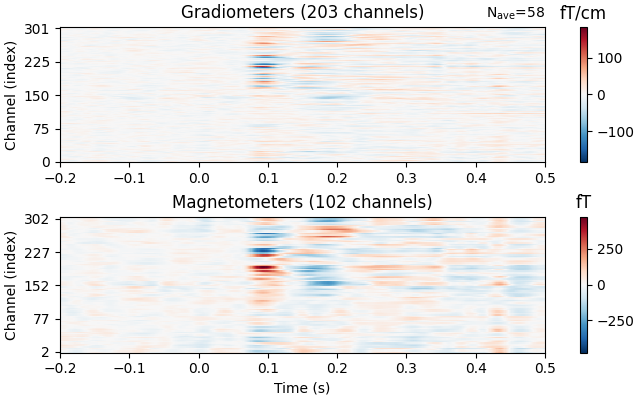 Gradiometers (203 channels) Nave=58 fT/cm
301
225
150
75
0
Channel (index)
−0.2 −0.1 0.0 0.1 0.2 0.3 0.4 0.5
100
0
−100
Magnetometers (102 channels) fT
302
227
152
77
2
Channel (index)
−0.2 −0.1 0.0 0.1 0.2 0.3 0.4 0.5
Time (s)
250
0
−250